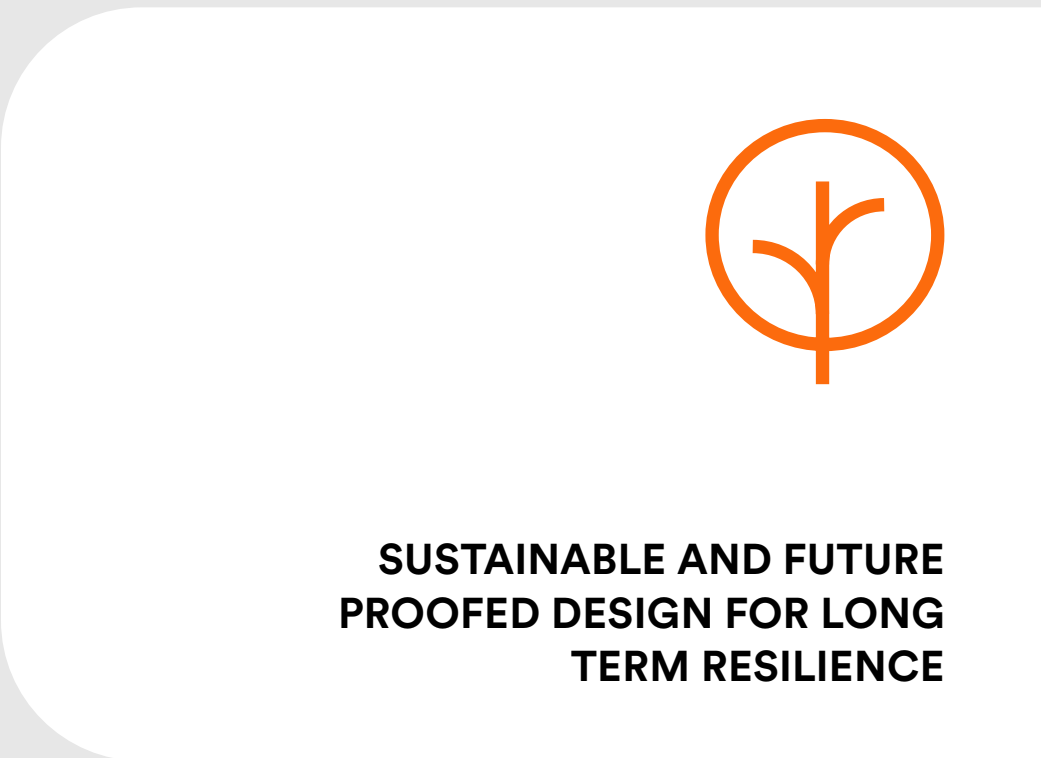 SUSTAINABLE AND FUTURE
PROOFED DESIGN FOR LONG
TERM RESILIENCE